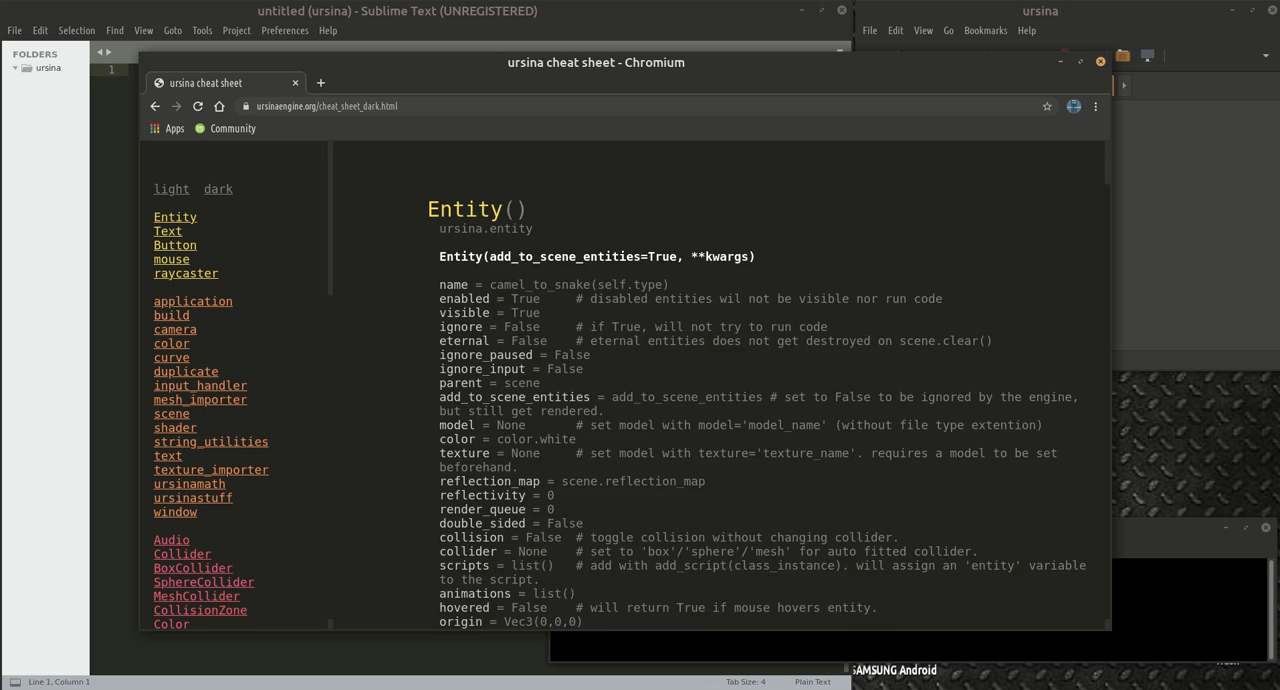 untitled (ursina) - Sublime Text (UNREGISTERED)
File Edit Selection Find View Goto Tools Project Preferences Help
ursina
File Edit View Go Bookmarks Help
FOLDERS
ursina
1
ursina cheat sheet - Chromium
ursina cheat sheet
ursinaengine.org/cheat_sheet_dark.html
Apps Community
light dark
Entity
Text
Button
mouse
raycaster
application
build
camera
color
curve
duplicate
input_handler
mesh_importer
scene
shader
string_utilities
text
texture_importer
ursinamath
ursinastuff
window
Audio
Collider
BoxCollider
SphereCollider
MeshCollider
CollisionZone
Color
Entity()
ursina.entity
Entity(add_to_scene_entities=True, **kwargs)
name = camel_to_snake(self.type)
enabled = True # disabled entities wil not be visible nor run code
visible = True
ignore = False # if True, will not try to run code
eternal = False # eternal entities does not get destroyed on scene.clear()
ignore_paused = False
ignore_input = False
parent = scene
add_to_scene_entities = add_to_scene_entities # set to False to be ignored by the engine,
but still get rendered.
model = None # set model with model='model_name' (without file type extention)
color = color.white
texture = None # set model with texture='texture_name'. requires a model to be set
beforehand.
reflection_map = scene.reflection_map
reflectivity = 0
render_queue = 0
double_sided = False
collision = False # toggle collision without changing collider.
collider = None # set to 'box'/'sphere'/'mesh' for auto fitted collider.
scripts = list() # add with add_script(class_instance). will assign an 'entity' variable
to the script.
animations = list()
hovered = False # will return True if mouse hovers entity.
origin = Vec3(0,0,0)
SAMSUNG Android
Line 1, Column 1
Tab Size: 4
Plain Text